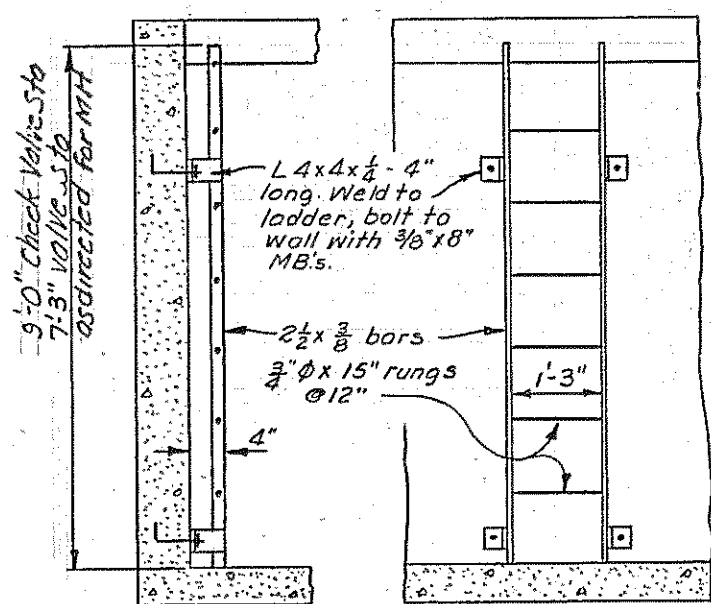 9'-0" Check Valve sta
7'-3" valve sta
as directed for MH
L 4x4x1/4 - 4"
long. Weld to
ladder, bolt to
wall with 3/8"x8"
MB's.
2 1/2 x 3/8 bars
3/4" φ x 15" rungs
@ 12"
1'-3"
4"